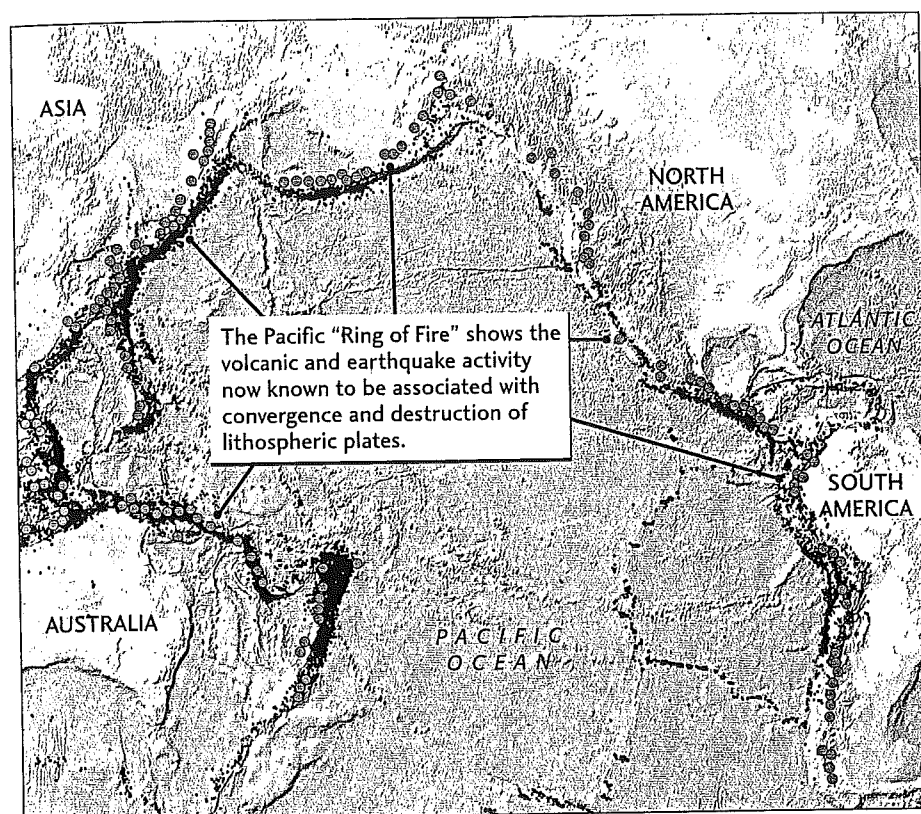 ASIA
NORTH
AMERICA
ATLANTIC
OCEAN
The Pacific “Ring of Fire” shows the
volcanic and earthquake activity
now known to be associated with
convergence and destruction of
lithospheric plates.
SOUTH
AMERICA
AUSTRALIA
PACIFIC
OCEAN